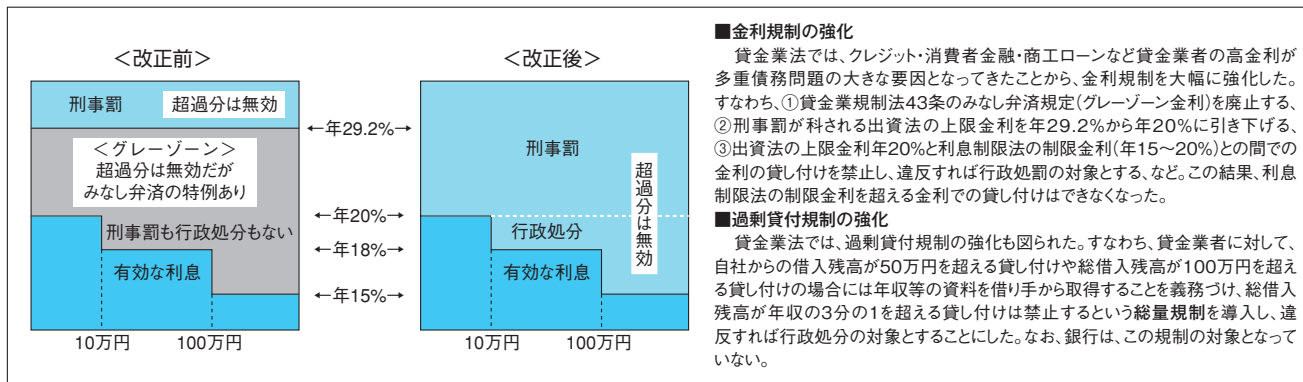 ＜改正前＞
刑事罰
超過分は無効
＜グレーゾーン＞
超過分は無効だが
みなし弁済の特例あり
刑事罰も行政処分もない
有効な利息
10万円
100万円
←年29.2%→
←年20%→
←年18%→
←年15%→
＜改正後＞
刑事罰
超過分は無効
行政処分
有効な利息
10万円
100万円
■金利規制の強化
貸金業法では、クレジット・消費者金融・商工ローンなど貸金業者の高金利が
多重債務問題の大きな要因となってきたことから、金利規制を大幅に強化した。
すなわち、①貸金業規制法43条のみなし弁済規定(グレーゾーン金利)を廃止する、
②刑事罰が科される出資法の上限金利を年29.2%から年20%に引き下げる、
③出資法の上限金利年20%と利息制限法の制限金利(年15～20%)との間での
金利の貸し付けを禁止し、違反すれば行政処罰の対象とする、など。この結果、利息
制限法の制限金利を超える金利での貸し付けはできなくなった。
■過剰貸付規制の強化
貸金業法では、過剰貸付規制の強化も図られた。すなわち、貸金業者に対して、
自社からの借入残高が50万円を超える貸し付けや総借入残高が100万円を超え
る貸し付けの場合には年収等の資料を借り手から取得することを義務づけ、総借入
残高が年収の3分の1を超える貸し付けは禁止するという総量規制を導入し、違
反すれば行政処分の対象とすることにした。なお、銀行は、この規制の対象となって
いない。